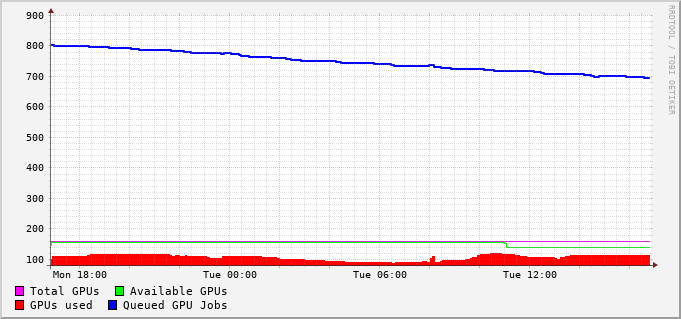 900
800
700
600
500
400
300
200
100
Mon 18:00 Tue 00:00 Tue 06:00 Tue 12:00
Total GPUs Available GPUs
GPUs used Queued GPU Jobs
RRDTOOL / TOBI OETIKER